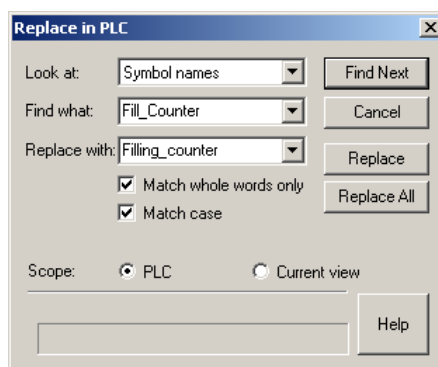 Replace in PLC
Look at: Symbol names Find Next
Find what: Fill_Counter Cancel
Replace with: Filling_counter Replace
Match whole words only
Replace All
Match case
Scope: PLC Current view
Help